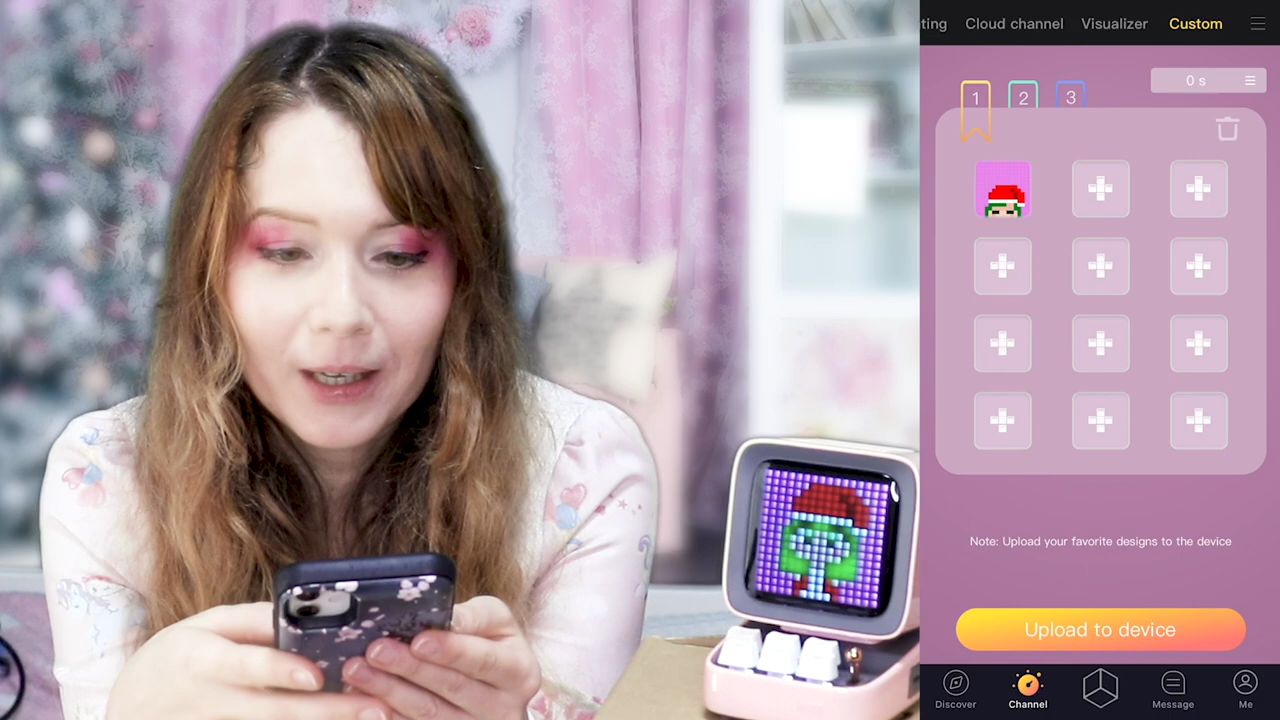 ting Cloud channel Visualizer Custom
0 s
1 2 3
Note: Upload your favorite designs to the device
Upload to device
Discover Channel Message Me